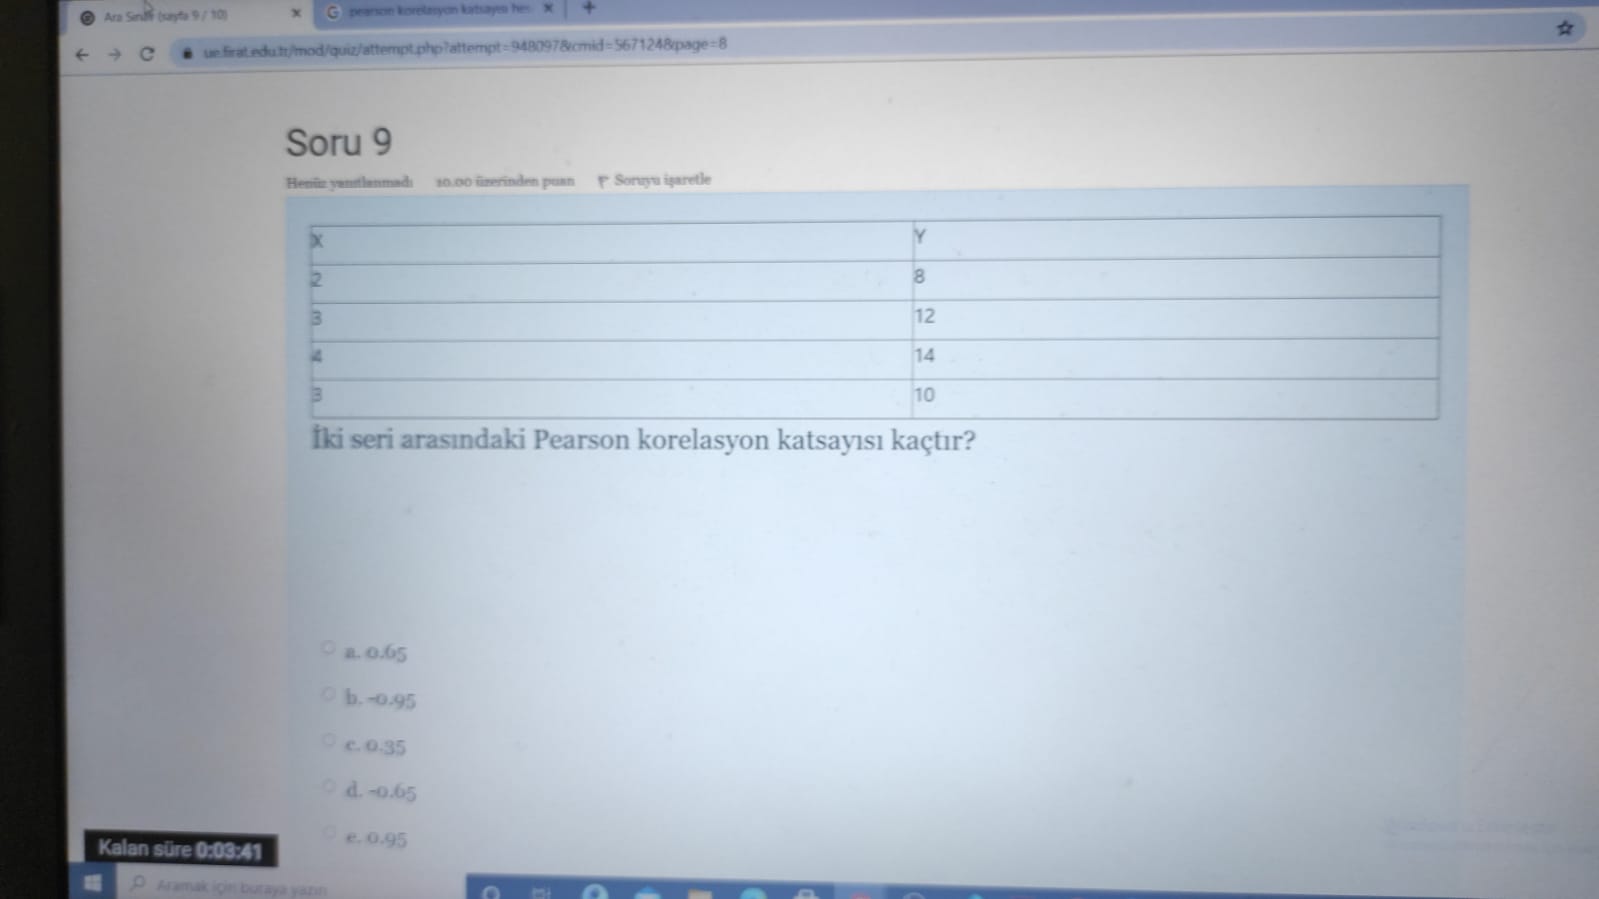 Ara Sınav (sayfa 9 / 10)
pearson korelasyon katsayısı hes
ue.firat.edu.tr/mod/quiz/attempt.php?attempt=948097&cmid=567124&page=8
Soru 9
Henüz yanıtlanmadı 10.00 üzerinden puan Soruyu işaretle
X Y
2 8
3 12
4 14
3 10
İki seri arasındaki Pearson korelasyon katsayısı kaçtır?
a. 0.65
b. -0.95
c. 0.35
d. -0.65
e. 0.95
Kalan süre 0:03:41
Aramak için buraya yazın